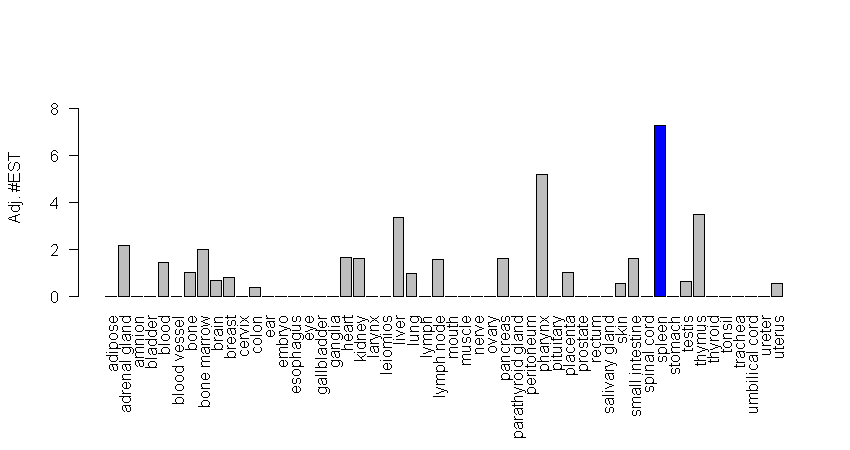 Adj. #EST
8
6
4
2
0
adipose
adrenal gland
amnion
bladder
blood
blood vessel
bone
bone marrow
brain
breast
cervix
colon
ear
embryo
esophagus
eye
gallbladder
ganglia
heart
kidney
larynx
leiomios
liver
lung
lymph
lymph node
mouth
muscle
nerve
ovary
pancreas
parathyroid gland
peritoneum
pharynx
pituitary
placenta
prostate
rectum
salivary gland
skin
small intestine
spinal cord
spleen
stomach
testis
thymus
thyroid
tonsil
trachea
umbilical cord
ureter
uterus